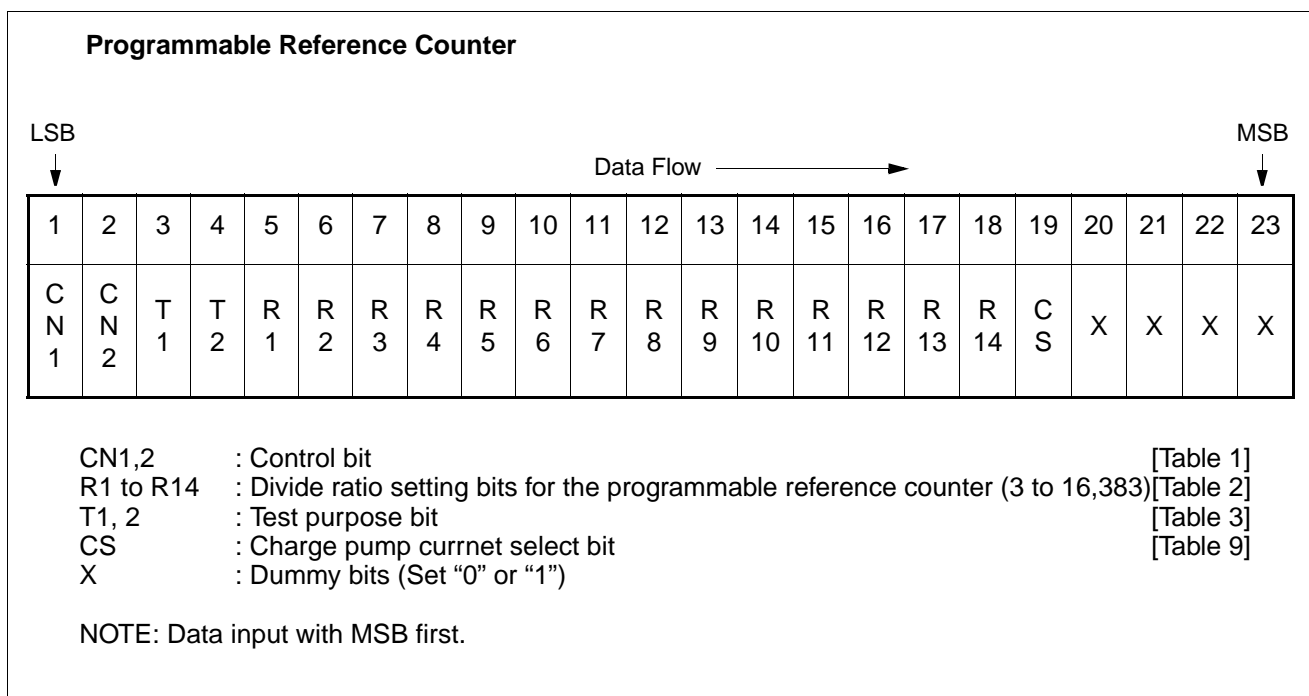 Programmable Reference Counter
LSB MSB
Data Flow
1 2 3 4 5 6 7 8 9 10 11 12 13 14 15 16 17 18 19 20 21 22 23
CN1 CN2 T1 T2 R1 R2 R3 R4 R5 R6 R7 R8 R9 R10 R11 R12 R13 R14 CS X X X X
CN1,2 : Control bit [Table 1]
R1 to R14 : Divide ratio setting bits for the programmable reference counter (3 to 16,383)[Table 2]
T1, 2 : Test purpose bit [Table 3]
CS : Charge pump currnet select bit [Table 9]
X : Dummy bits (Set “0” or “1”)
NOTE: Data input with MSB first.